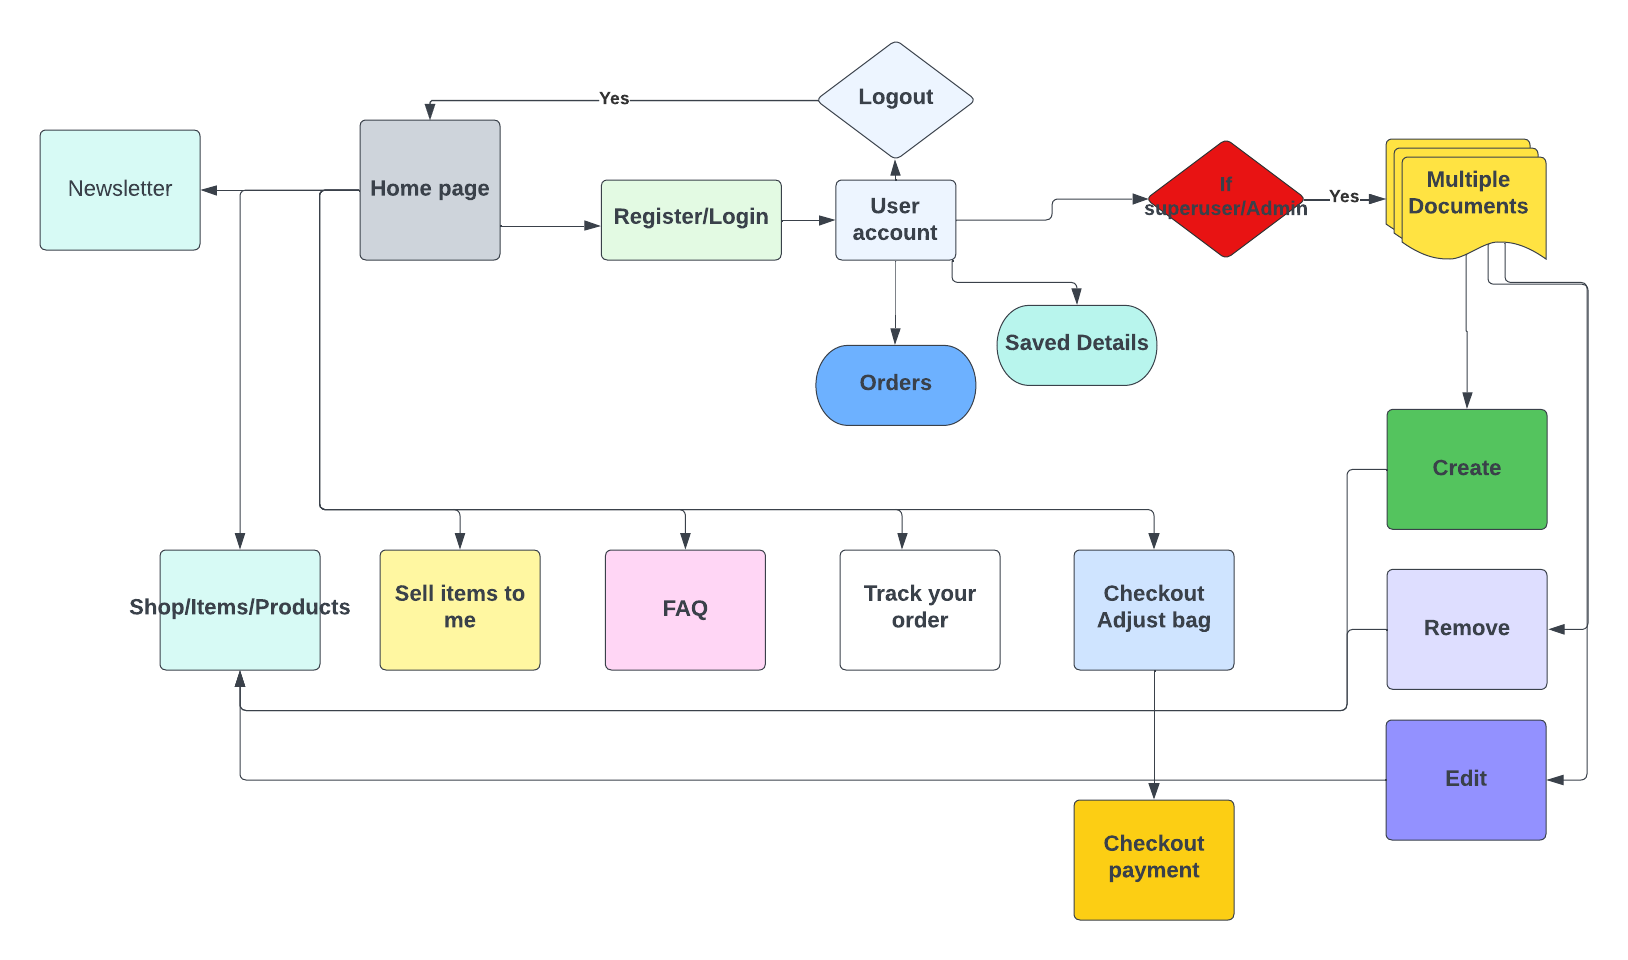 Logout
Yes
Newsletter
Home page
Register/Login
User
account
If
superuser/Admin
Yes
Multiple
Documents
Saved Details
Orders
Create
Shop/Items/Products
Sell items to
me
FAQ
Track your
order
Checkout
Adjust bag
Remove
Edit
Checkout
payment